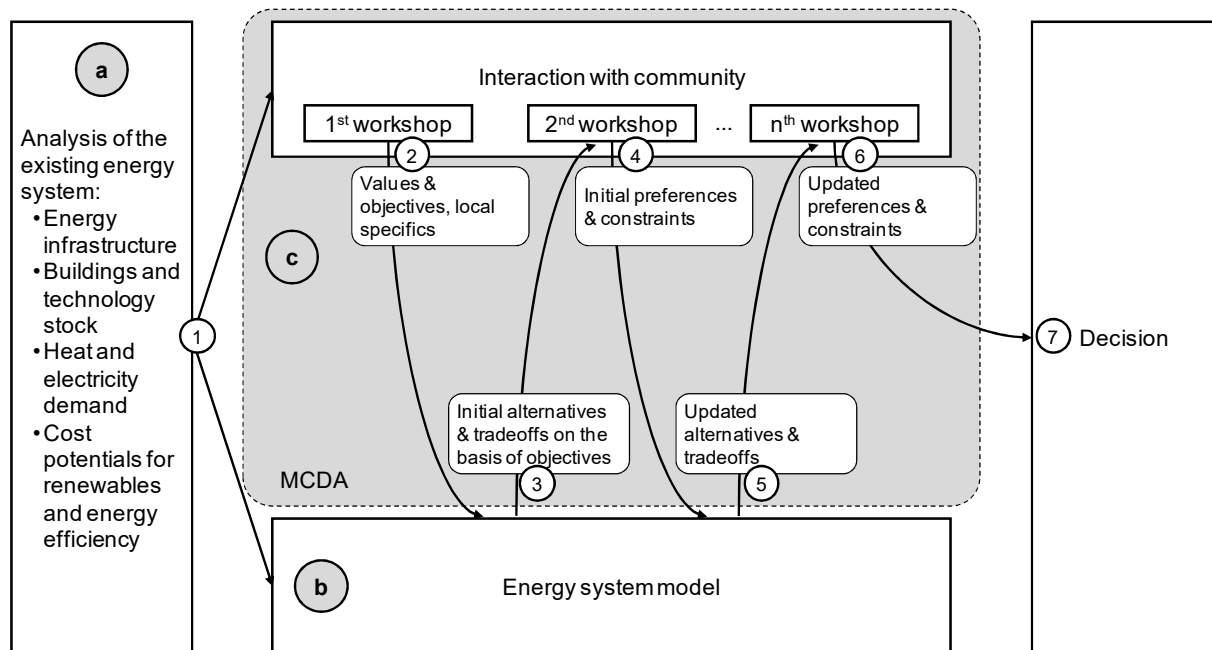 a
Analysis of the
existing energy
system:
• Energy
infrastructure
• Buildings and
technology
stock
• Heat and
electricity
demand
• Cost
potentials for
renewables
and energy
efficiency
1
Interaction with community
1st workshop
2nd workshop
...
nth workshop
2
4
6
Values &
objectives, local
specifics
Initial preferences
& constraints
Updated
preferences &
constraints
c
7 Decision
Initial alternatives
& tradeoffs on the
basis of objectives
Updated
alternatives &
tradeoffs
MCDA
3
5
b
Energy system model